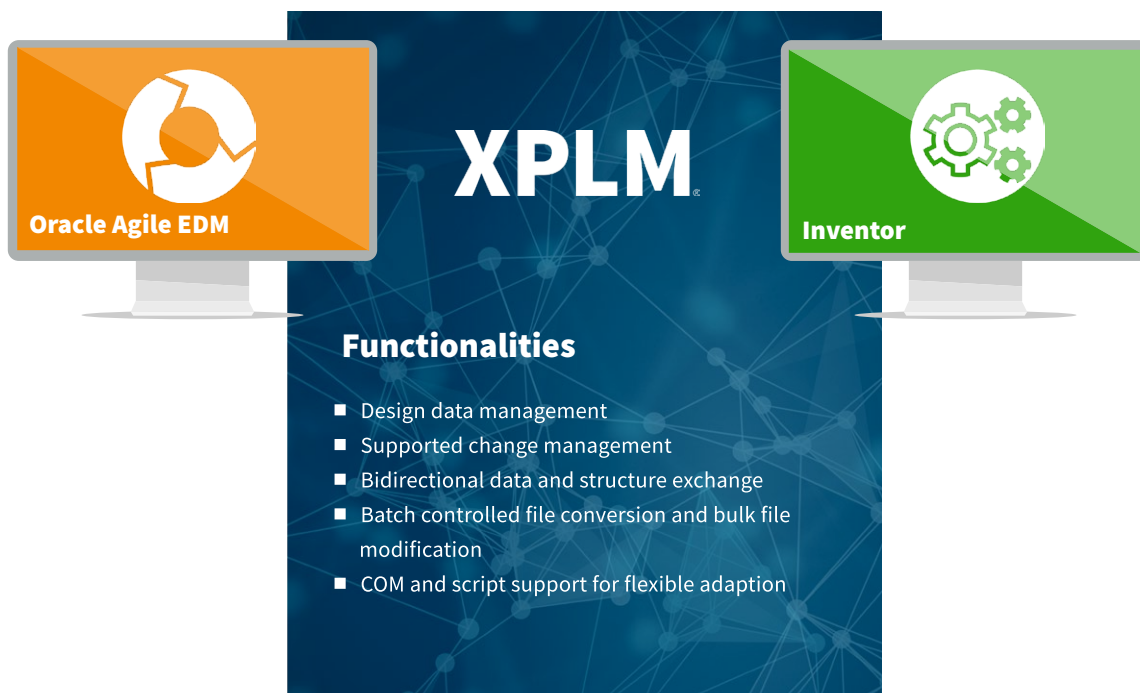 XPLM®
Oracle Agile EDM
Inventor
Functionalities
■ Design data management
■ Supported change management
■ Bidirectional data and structure exchange
■ Batch controlled file conversion and bulk file
modification
■ COM and script support for flexible adaption